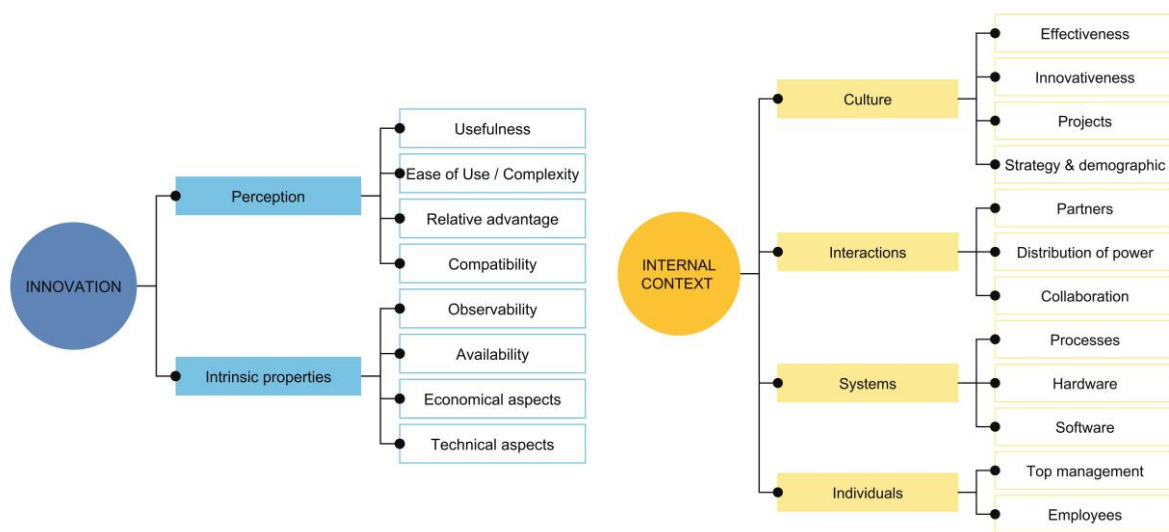 INNOVATION
Perception
Usefulness
Ease of Use / Complexity
Relative advantage
Compatibility
Intrinsic properties
Observability
Availability
Economical aspects
Technical aspects
INTERNAL
CONTEXT
Culture
Effectiveness
Innovativeness
Projects
Strategy & demographic
Interactions
Partners
Distribution of power
Collaboration
Systems
Processes
Hardware
Software
Individuals
Top management
Employees